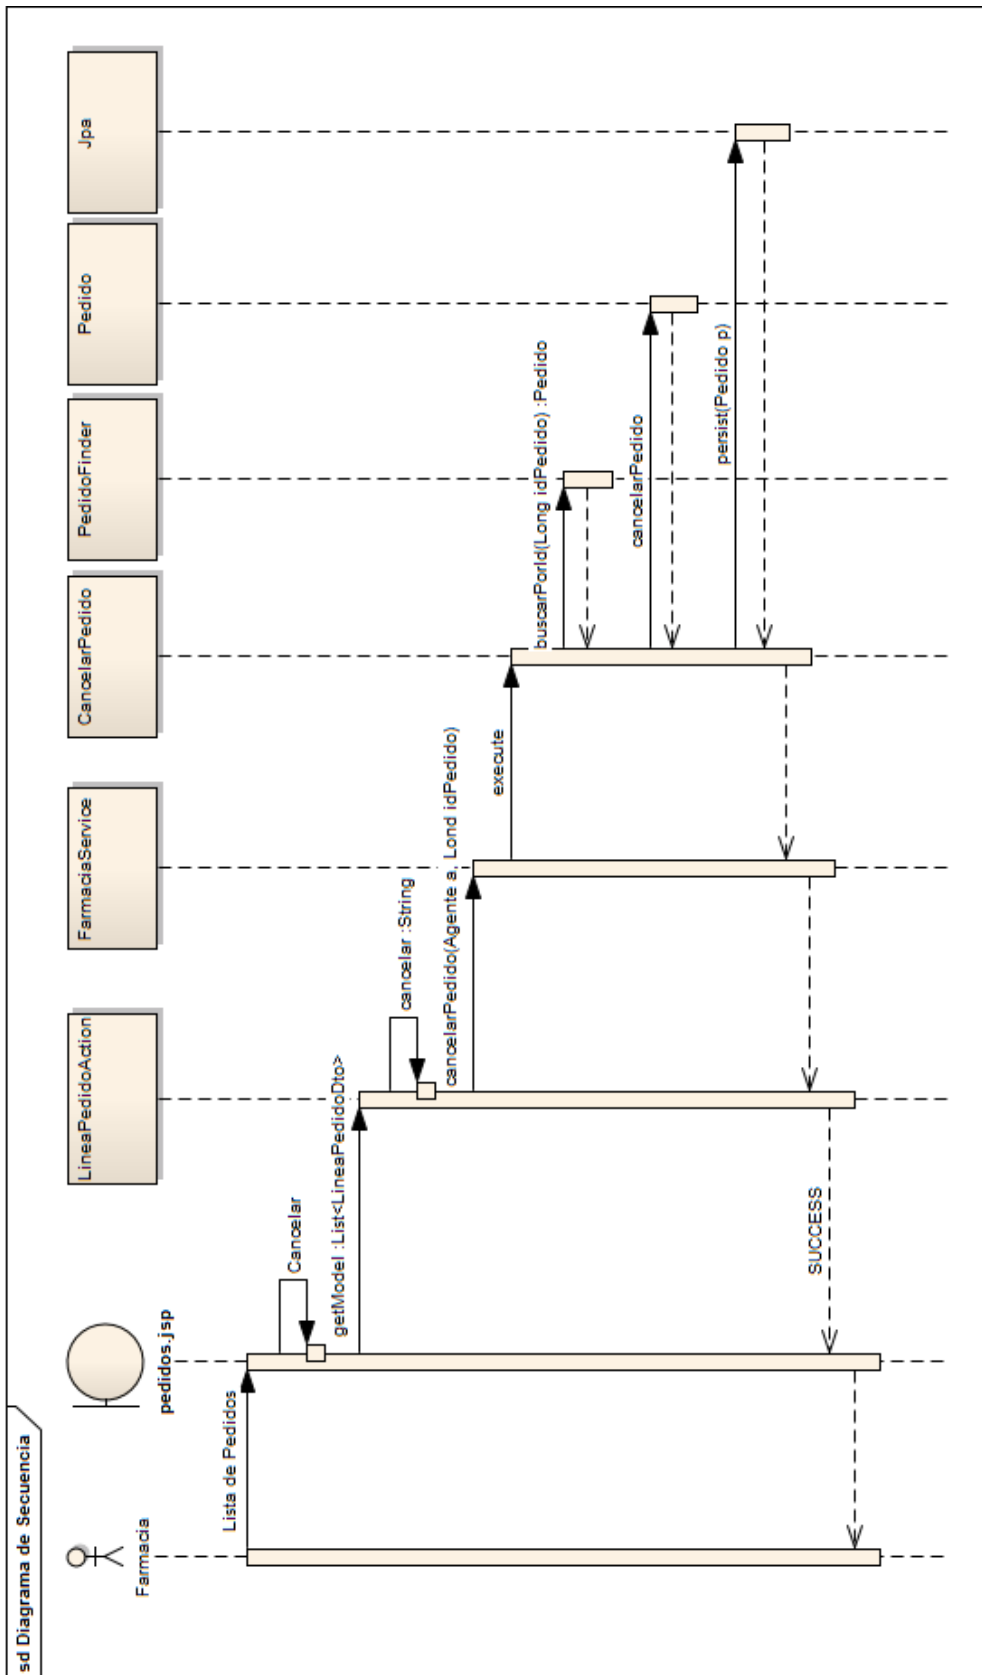 sd Diagrama de Secuencia
Farmacia
pedidos.jsp
LineaPedidoAction
FarmaciaService
CancelarPedido
PedidoFinder
Pedido
Jpa
Lista de Pedidos
Cancelar
getModel :List<LineaPedidoDto>
cancelar :String
cancelarPedido(Agente a, Lond idPedido)
execute
buscarPorId(Long idPedido) :Pedido
cancelarPedido
persist(Pedido p)
SUCCESS